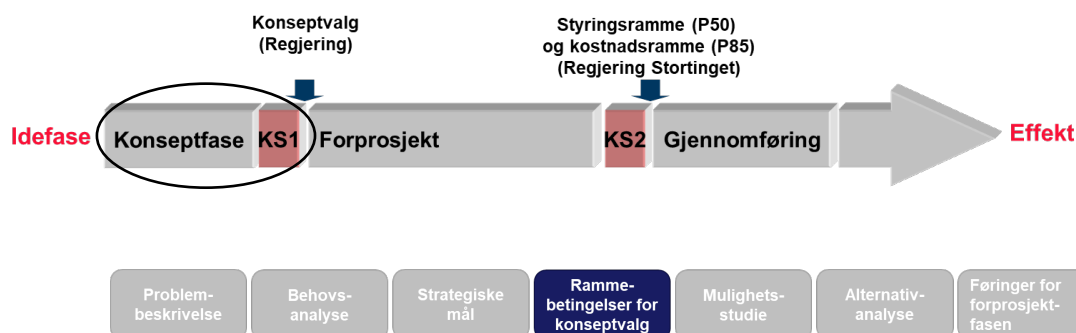 Konseptvalg
(Regjering)
Styringsramme (P50)
og kostnadsramme (P85)
(Regjering Stortinget)
Idefase
Konseptfase
KS1
Forprosjekt
KS2
Gjennomføring
Effekt
Problem-
beskrivelse
Behovs-
analyse
Strategiske
mål
Ramme-
betingelser for
konseptvalg
Mulighets-
studie
Alternativ-
analyse
Føringer for
forprosjekt-
fasen